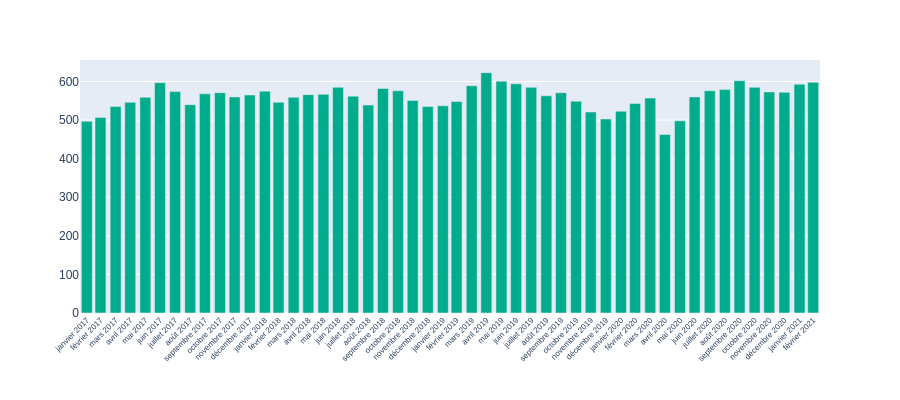 600
500
400
300
200
100
0
janvier 2017
février 2017
mars 2017
avril 2017
mai 2017
juin 2017
juillet 2017
août 2017
septembre 2017
octobre 2017
novembre 2017
décembre 2017
janvier 2018
février 2018
mars 2018
avril 2018
mai 2018
juin 2018
juillet 2018
août 2018
septembre 2018
octobre 2018
novembre 2018
décembre 2018
janvier 2019
février 2019
mars 2019
avril 2019
mai 2019
juin 2019
juillet 2019
août 2019
septembre 2019
octobre 2019
novembre 2019
décembre 2019
janvier 2020
février 2020
mars 2020
avril 2020
mai 2020
juin 2020
juillet 2020
août 2020
septembre 2020
octobre 2020
novembre 2020
décembre 2020
janvier 2021
février 2021